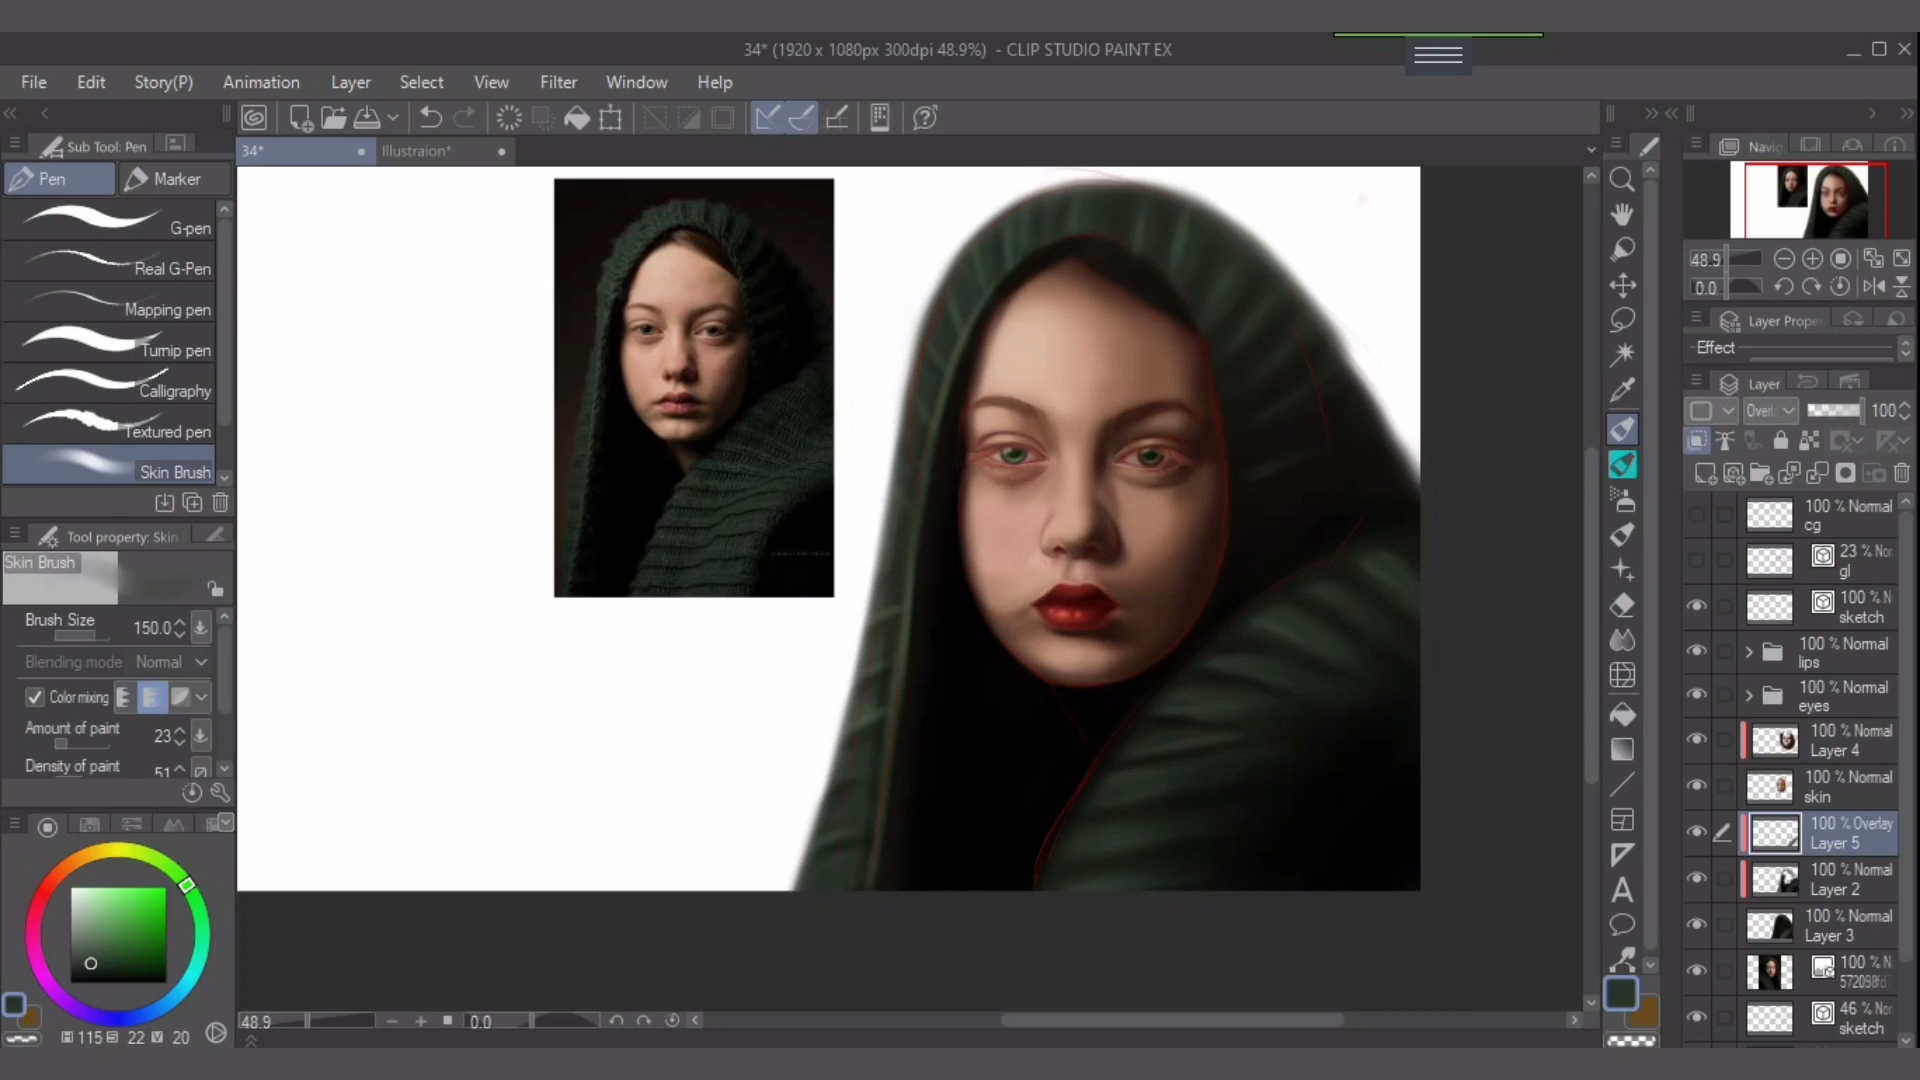 34* (1920 x 1080px 300dpi 48.9%) - CLIP STUDIO PAINT EX
File Edit Story(P) Animation Layer Select View Filter Window Help
Sub Tool: Pen
34*
Illustraion*
Navig
Pen
Marker
G-pen
Real G-Pen
Mapping pen
Turnip pen
Calligraphy
Textured pen
Skin Brush
Tool property: Skin
Skin Brush
Brush Size 150.0
Blending mode Normal
Color mixing
Amount of paint 23
Density of paint 51
115 22 20
48.9
0.0
48.9
0.0
Layer Prope
Effect
Layer
Overl 100
100 % Normal
cg
23 % Nor
gl
100 % N
sketch
100 % Normal
lips
100 % Normal
eyes
100 % Normal
Layer 4
100 % Normal
skin
100 % Overlay
Layer 5
100 % Normal
Layer 2
100 % Normal
Layer 3
100 % N
572098fd
46 % Nor
sketch